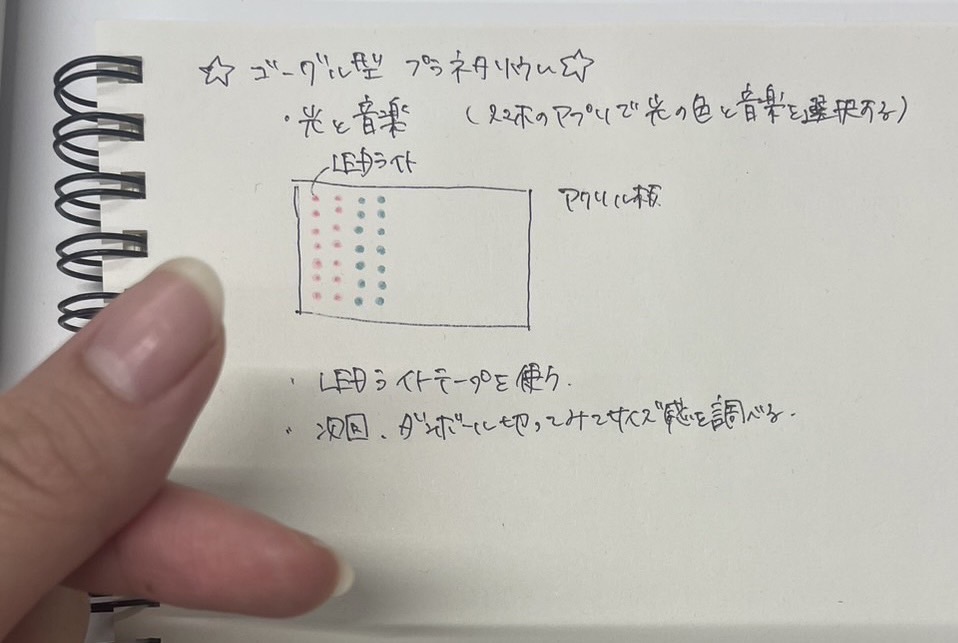 ☆ ゴーグル型 プラネタリウム☆
・光と音楽 (スマホのアプリで光の色と音楽を選択する)
LEDライト
アクリル板
・LEDライトテープを使う.
・次回、ダンボール切ってみてサイズ感を調べる.